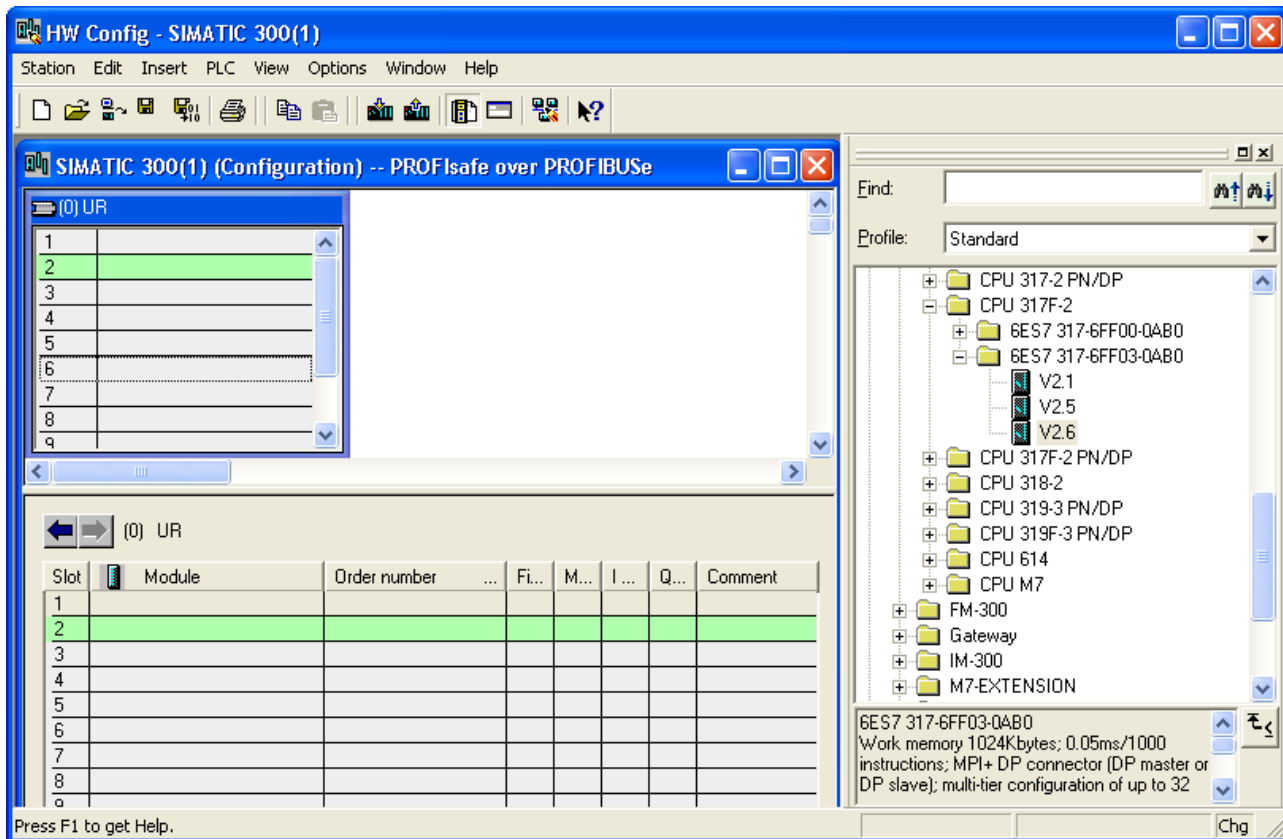 HW Config - SIMATIC 300(1)
Station Edit Insert PLC View Options Window Help
SIMATIC 300(1) (Configuration) -- PROFIsafe over PROFIBUSe
(0) UR
1
2
3
4
5
6
7
8
9
(0) UR
Slot Module Order number ... Fi... M... I ... Q... Comment
1
2
3
4
5
6
7
8
9
Find:
Profile: Standard
CPU 317-2 PN/DP
CPU 317F-2
6ES7 317-6FF00-0AB0
6ES7 317-6FF03-0AB0
V2.1
V2.5
V2.6
CPU 317F-2 PN/DP
CPU 318-2
CPU 319-3 PN/DP
CPU 319F-3 PN/DP
CPU 614
CPU M7
FM-300
Gateway
IM-300
M7-EXTENSION
6ES7 317-6FF03-0AB0
Work memory 1024Kbytes; 0.05ms/1000
instructions; MPI+ DP connector (DP master or
DP slave); multi-tier configuration of up to 32
Press F1 to get Help. Chg